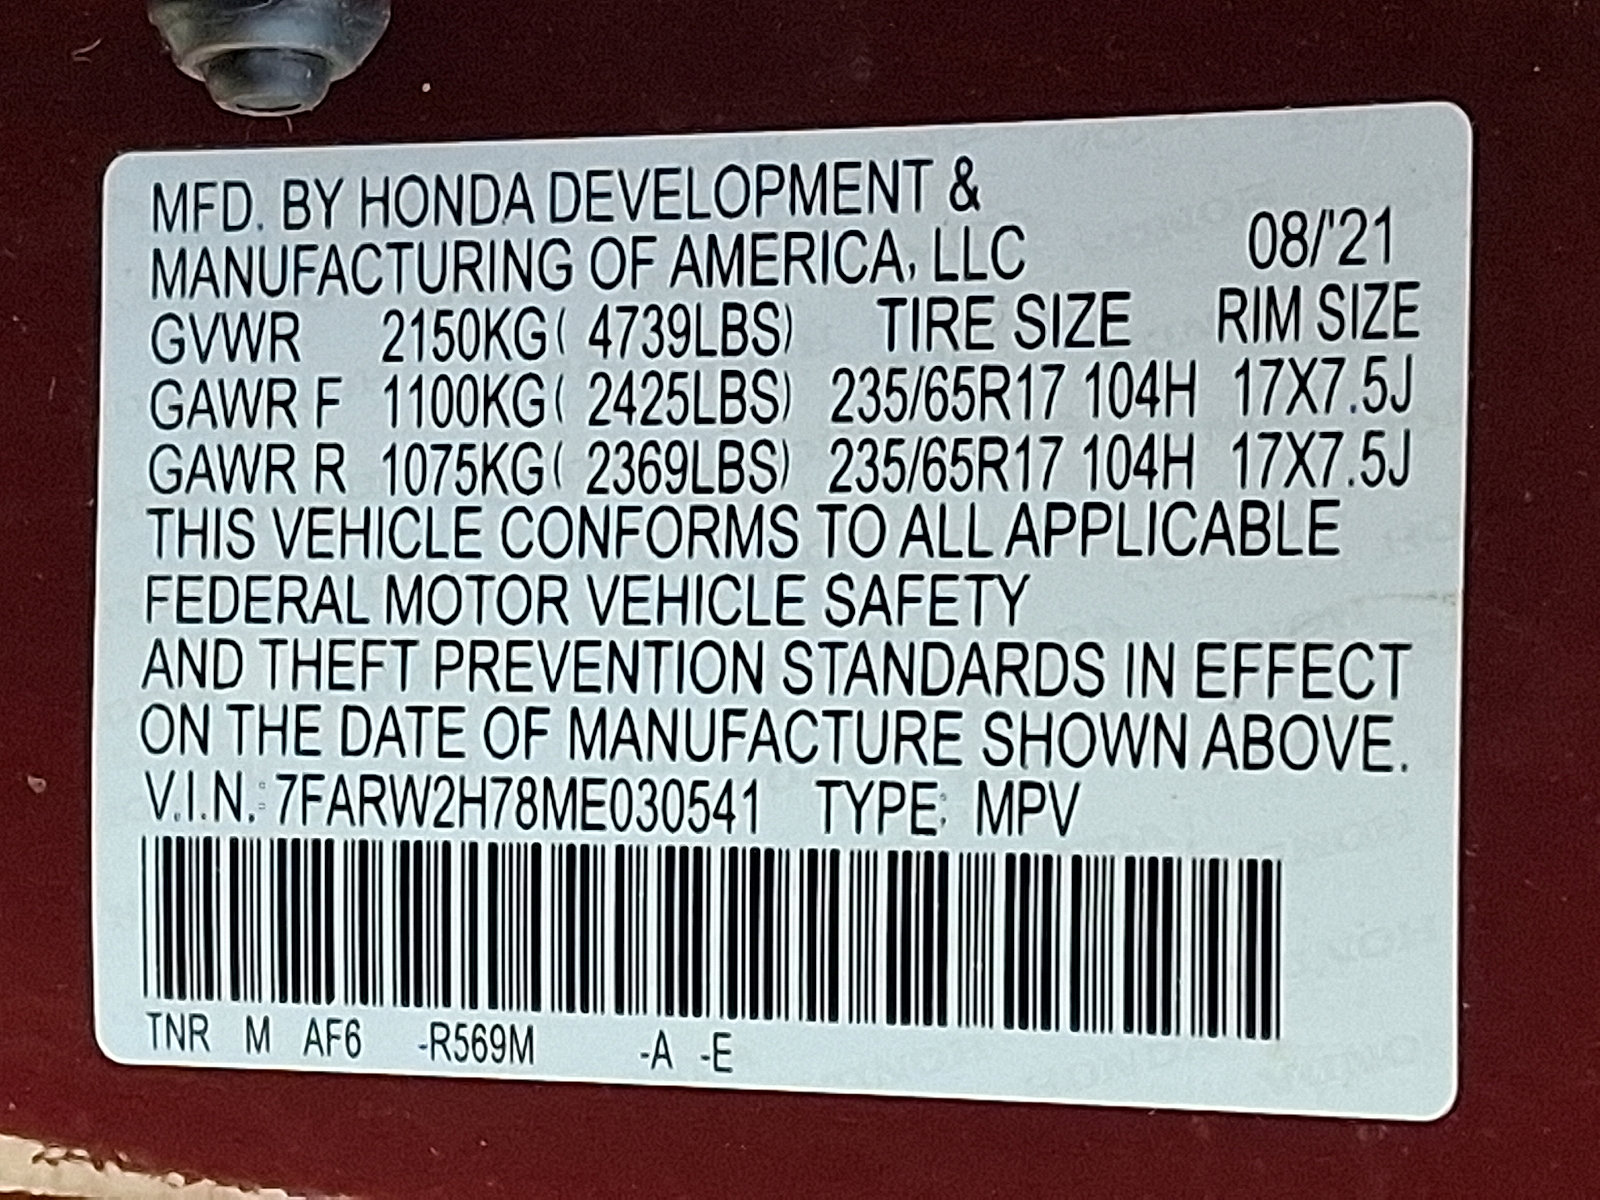 MFD. BY HONDA DEVELOPMENT &
MANUFACTURING OF AMERICA, LLC 08/'21
GVWR 2150KG( 4739LBS) TIRE SIZE RIM SIZE
GAWR F 1100KG( 2425LBS) 235/65R17 104H 17X7.5J
GAWR R 1075KG( 2369LBS) 235/65R17 104H 17X7.5J
THIS VEHICLE CONFORMS TO ALL APPLICABLE
FEDERAL MOTOR VEHICLE SAFETY
AND THEFT PREVENTION STANDARDS IN EFFECT
ON THE DATE OF MANUFACTURE SHOWN ABOVE.
V.I.N.: 7FARW2H78ME030541 TYPE: MPV
TNR M AF6 -R569M -A -E